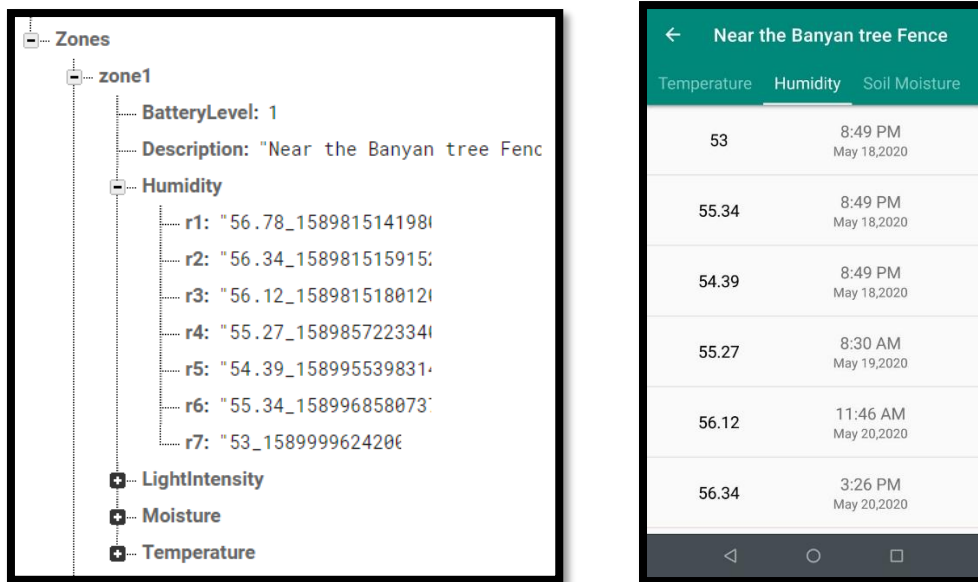 Zones
zone1
BatteryLevel: 1
Description: "Near the Banyan tree Fenc
Humidity
r1: "56.78_158981514198
r2: "56.34_158981515915
r3: "56.12_158981518012
r4: "55.27_158985722334
r5: "54.39_158995539831
r6: "55.34_158996858073
r7: "53_1589999624206
LightIntensity
Moisture
Temperature
Near the Banyan tree Fence
Temperature Humidity Soil Moisture
53 8:49 PM
May 18,2020
55.34 8:49 PM
May 18,2020
54.39 8:49 PM
May 18,2020
55.27 8:30 AM
May 19,2020
56.12 11:46 AM
May 20,2020
56.34 3:26 PM
May 20,2020